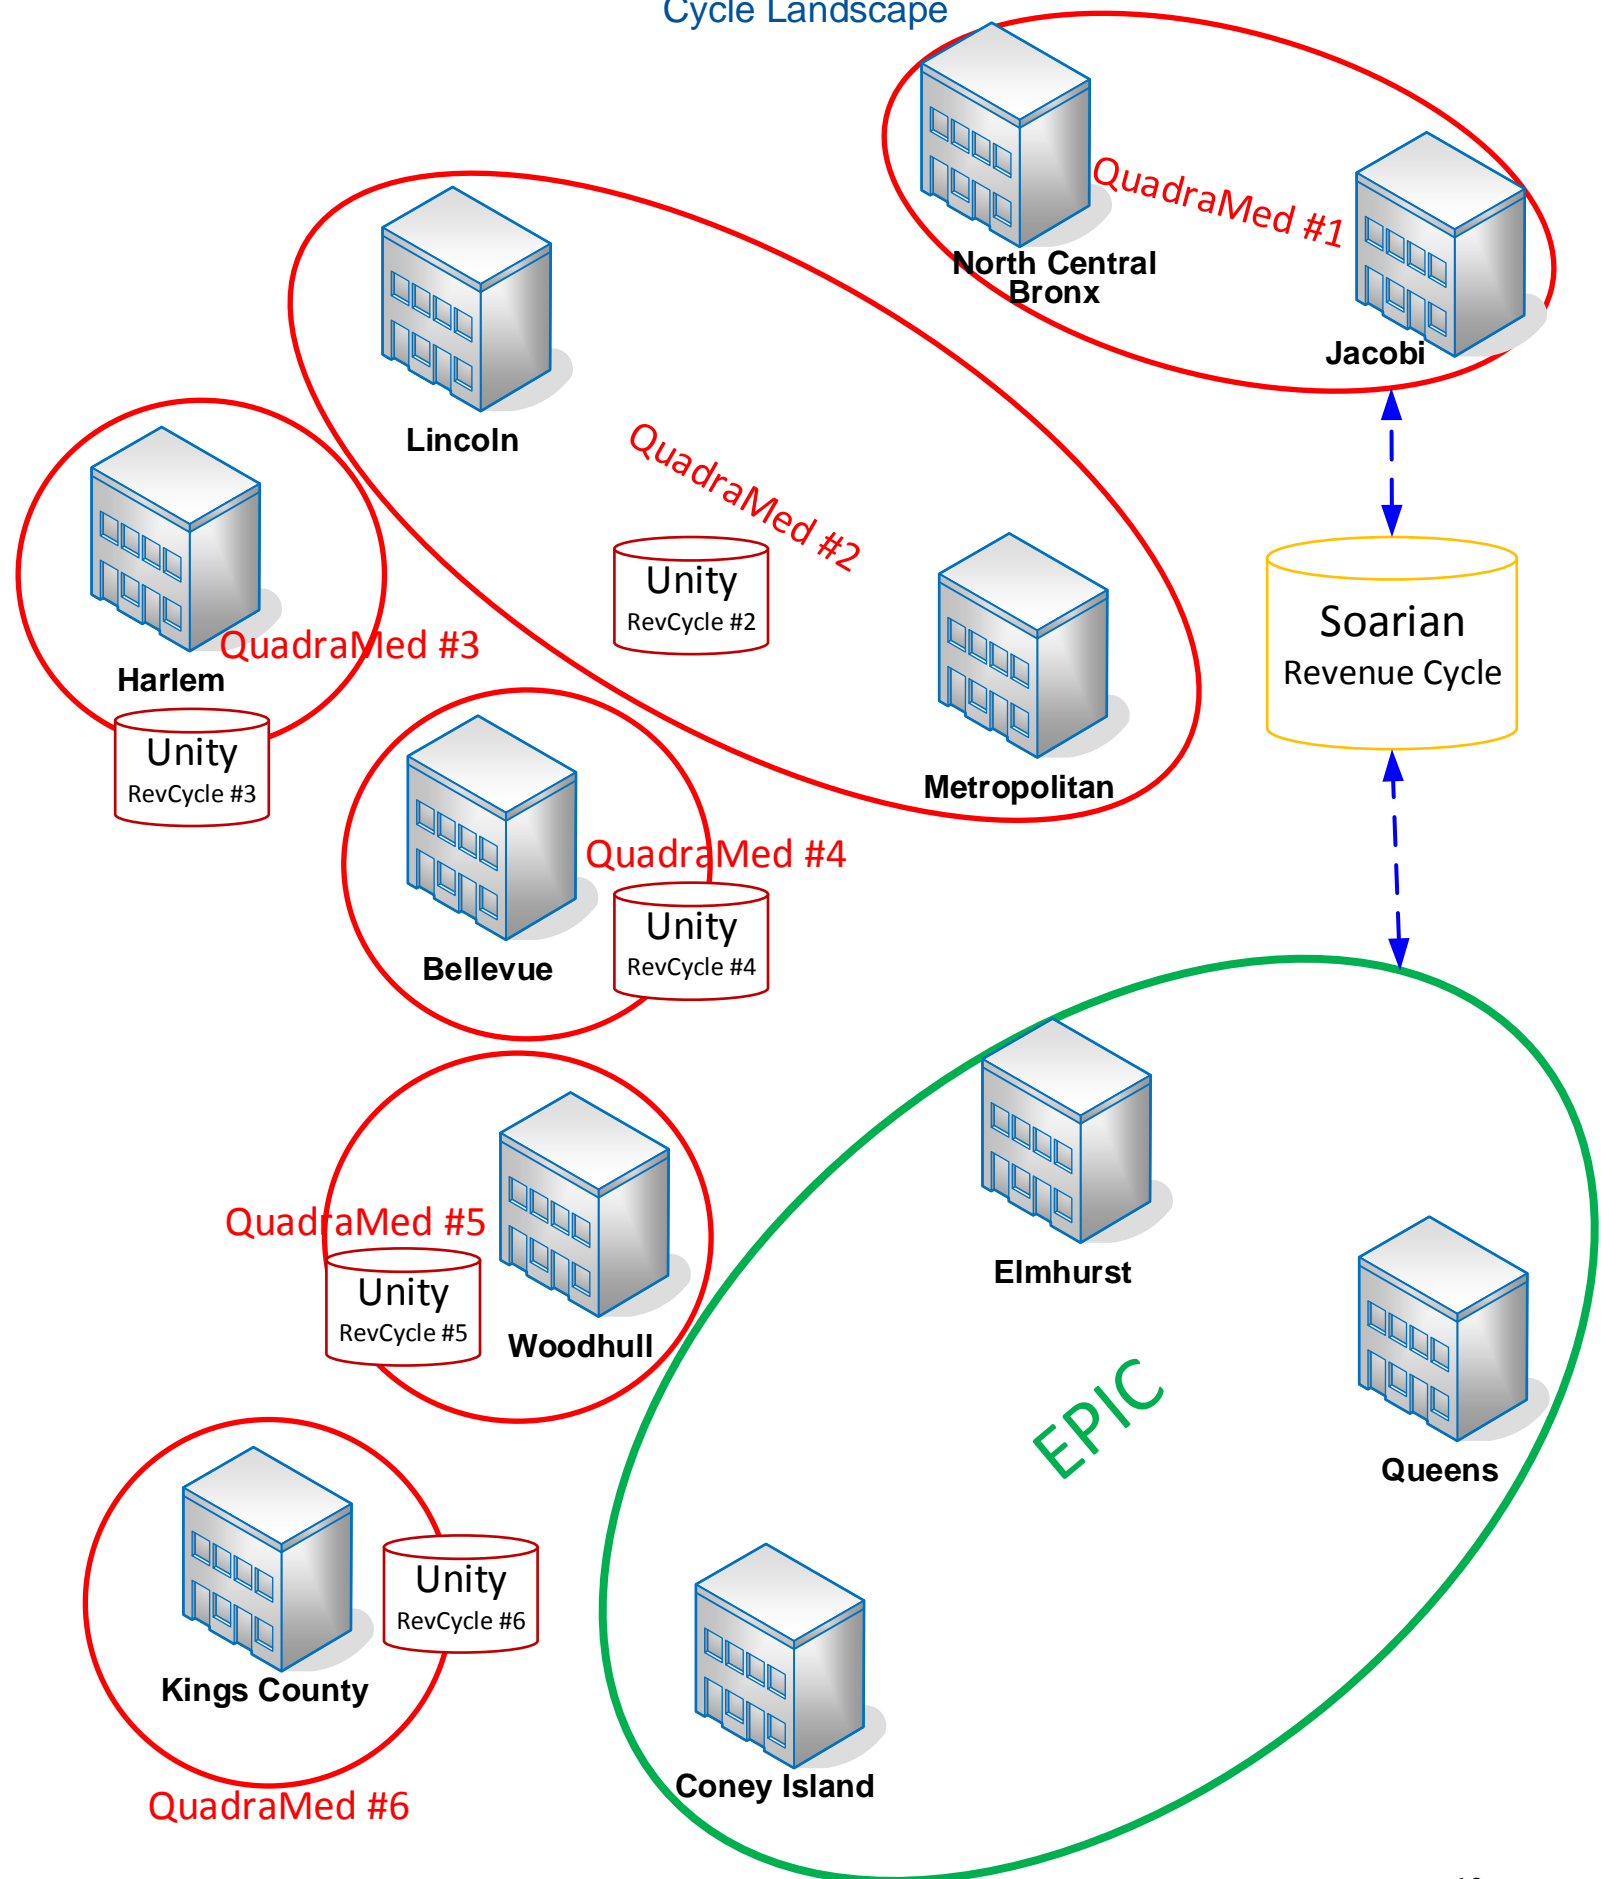 Cycle Landscape
QuadraMed #1
North Central
Bronx
Jacobi
Lincoln
QuadraMed #2
Unity
RevCycle #2
Metropolitan
Soarian
Revenue Cycle
QuadraMed #3
Harlem
Unity
RevCycle #3
QuadraMed #4
Unity
RevCycle #4
Bellevue
QuadraMed #5
Unity
RevCycle #5
Woodhull
Elmhurst
EPIC
Queens
Unity
RevCycle #6
Kings County
QuadraMed #6
Coney Island